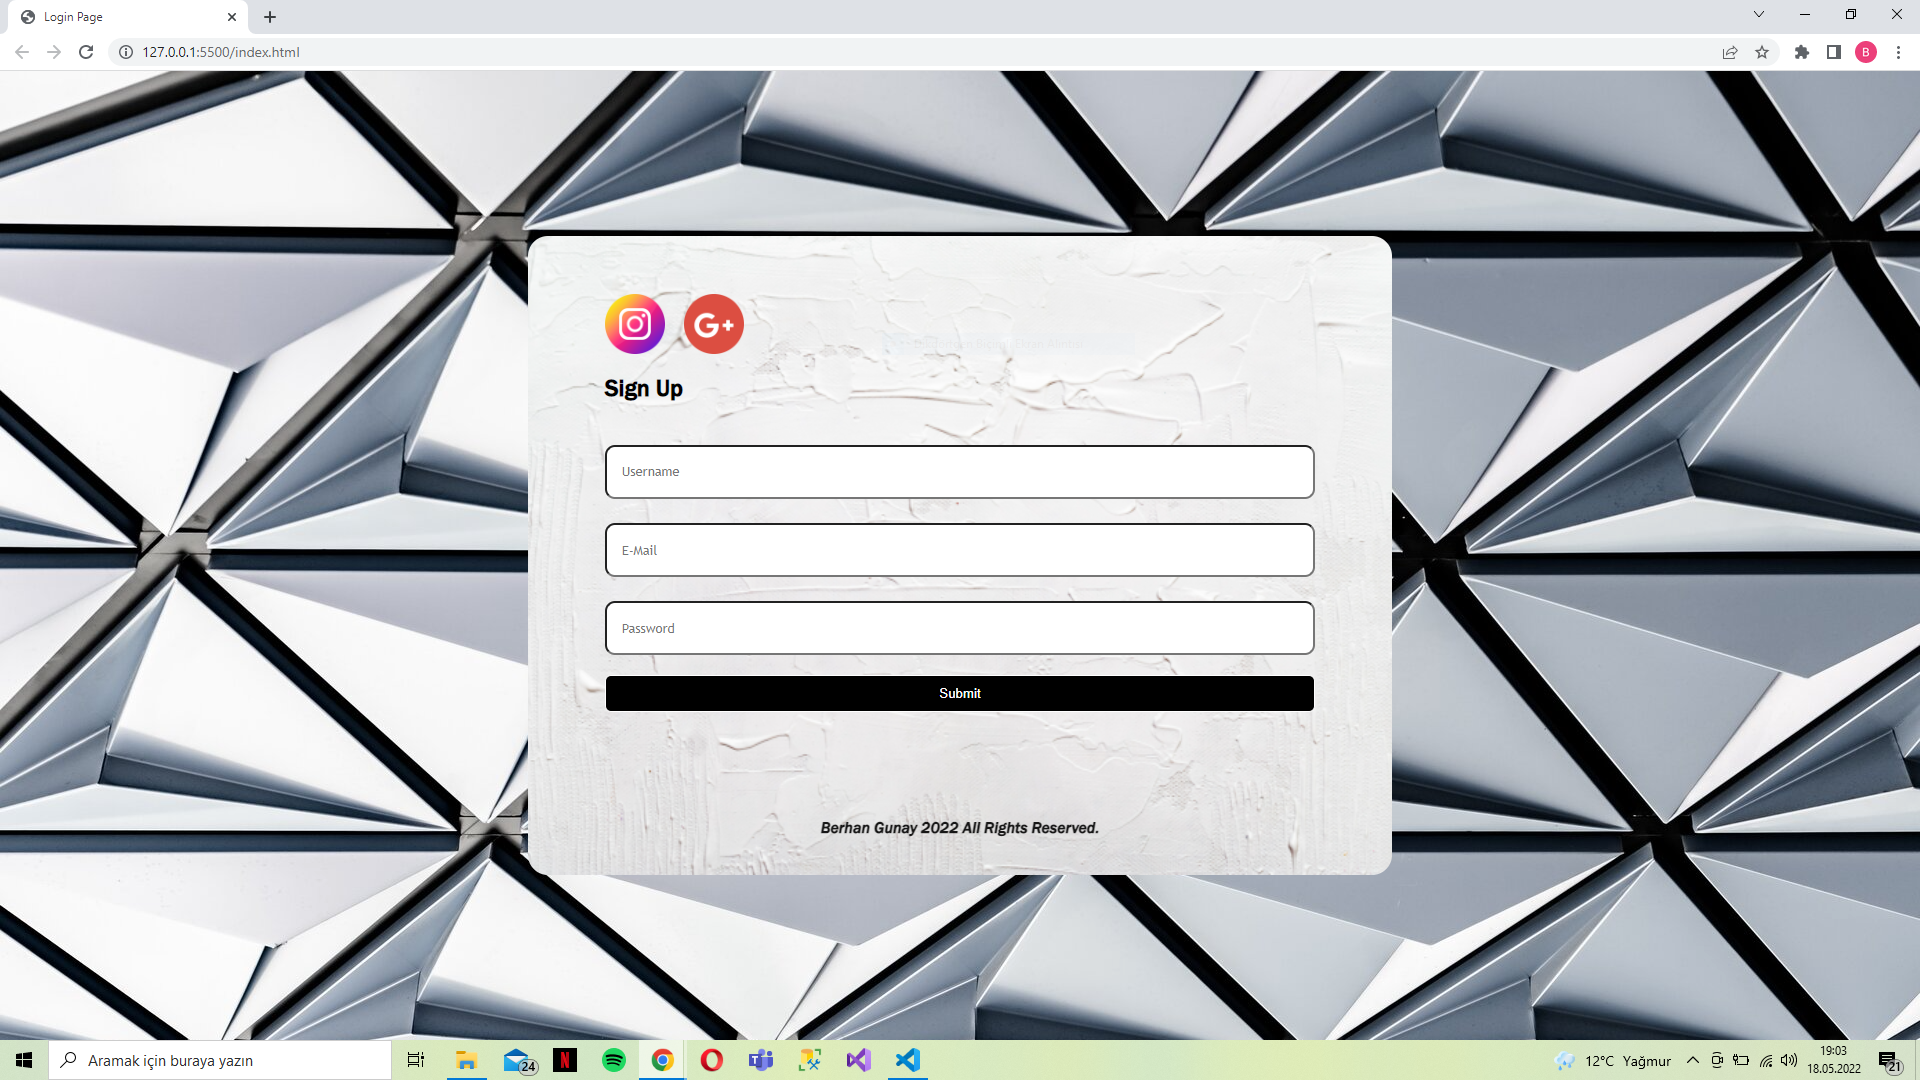 Login Page
127.0.0.1:5500/index.html
B
G+
Sign Up
Username
E-Mail
Password
Submit
Berhan Gunay 2022 All Rights Reserved.
Aramak için buraya yazın
24
N
12°C Yağmur
19:03
18.05.2022
21